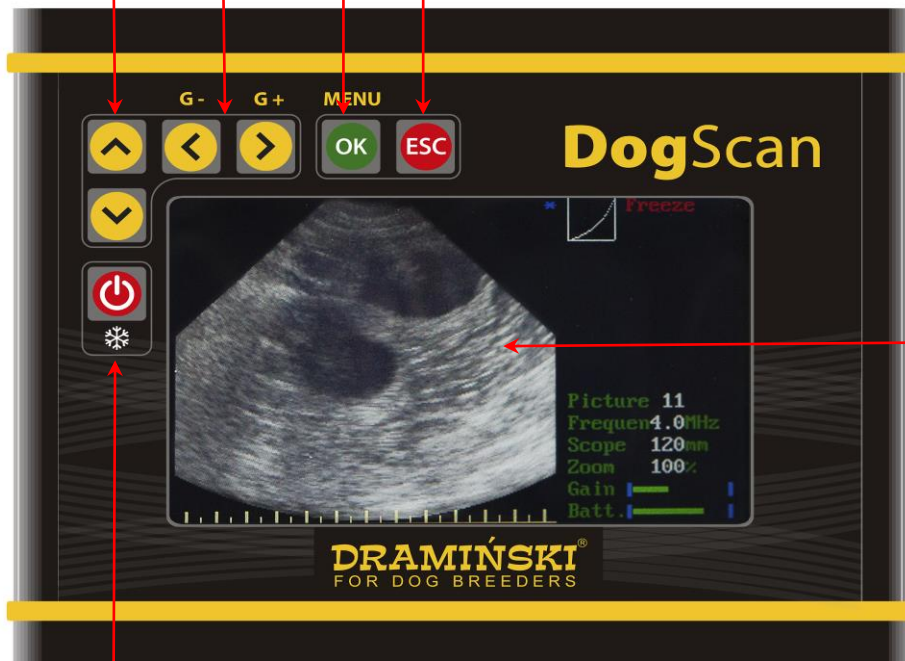 G - G + MENU
OK ESC
DogScan
Freeze
Picture 11
Frequen4.0MHz
Scope 120mm
Zoom 100%
Gain
Batt.
DRAMIŃSKI®
FOR DOG BREEDERS